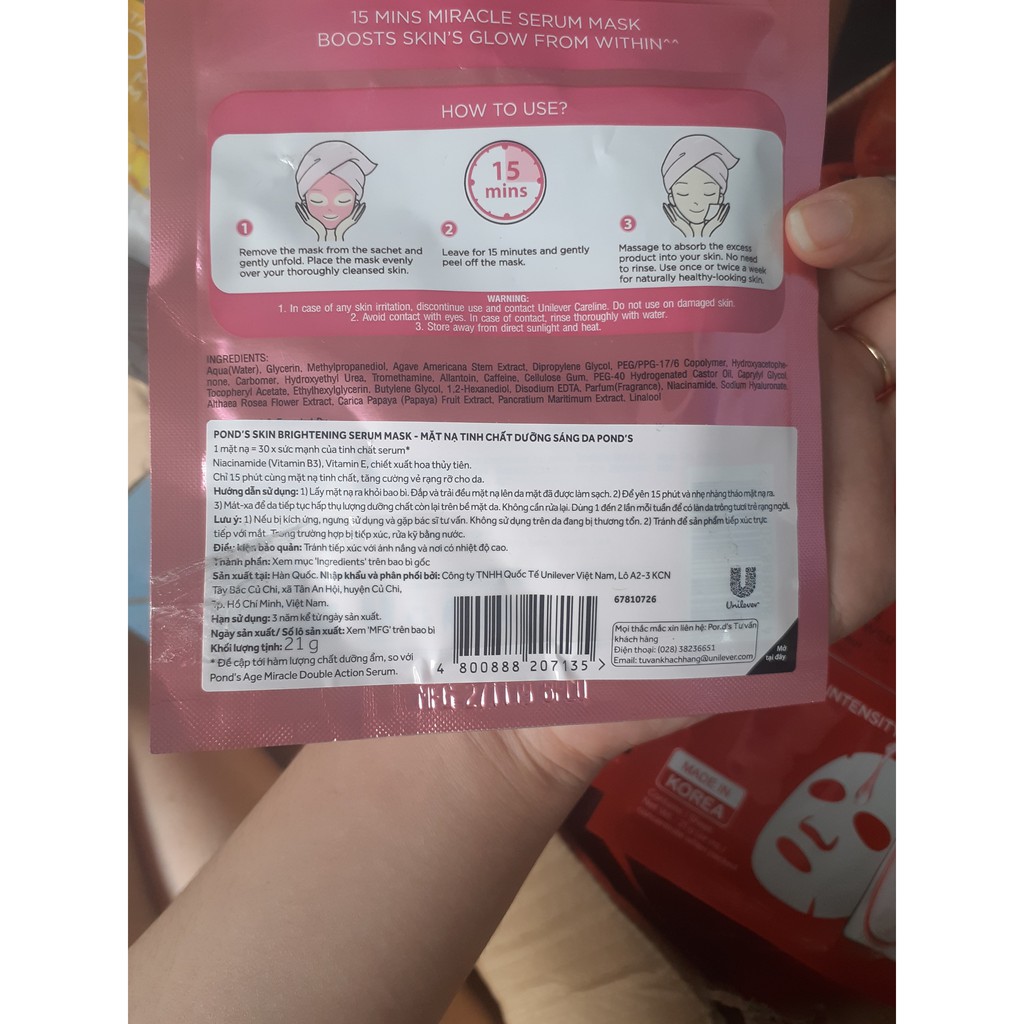 15 MINS MIRACLE SERUM MASK
BOOSTS SKIN'S GLOW FROM WITHIN^^
HOW TO USE?
1
Remove the mask from the sachet and
gently unfold. Place the mask evenly
over your thoroughly cleansed skin.
15
mins
2
Leave for 15 minutes and gently
peel off the mask.
3
Massage to absorb the excess
product into your skin. No need
to rinse. Use once or twice a week
for naturally healthy-looking skin.
WARNING:
1. In case of any skin irritation, discontinue use and contact Unilever Careline. Do not use on damaged skin.
2. Avoid contact with eyes. In case of contact, rinse thoroughly with water.
3. Store away from direct sunlight and heat.
INGREDIENTS:
Aqua(Water), Glycerin, Methylpropanediol, Agave Americana Stem Extract, Dipropylene Glycol, PEG/PPG-17/6 Copolymer, Hydroxyacetophe-
none, Carbomer, Hydroxyethyl Urea, Tromethamine, Allantoin, Caffeine, Cellulose Gum, PEG-40 Hydrogenated Castor Oil, Caprylyl Glycol,
Tocopheryl Acetate, Ethylhexylglycerin, Butylene Glycol, 1,2-Hexanediol, Disodium EDTA, Parfum(Fragrance), Niacinamide, Sodium Hyaluronate,
Althaea Rosea Flower Extract, Carica Papaya (Papaya) Fruit Extract, Pancratium Maritimum Extract, Linalool
POND'S SKIN BRIGHTENING SERUM MASK - MẶT NẠ TINH CHẤT DƯỠNG SÁNG DA POND'S
1 mặt nạ = 30 x sức mạnh của tinh chất serum*
Niacinamide (Vitamin B3), Vitamin E, chiết xuất hoa thủy tiên.
Chỉ 15 phút cùng mặt nạ tinh chất, tăng cường vẻ rạng rỡ cho da.
Hướng dẫn sử dụng: 1) Lấy mặt nạ ra khỏi bao bì. Đắp và trải đều mặt nạ lên da mặt đã được làm sạch. 2) Để yên 15 phút và nhẹ nhàng tháo mặt nạ ra.
3) Mát-xa để da tiếp tục hấp thụ lượng dưỡng chất còn lại trên bề mặt da. Không cần rửa lại. Dùng 1 đến 2 lần mỗi tuần để có làn da trông tươi trẻ rạng ngời.
Lưu ý: 1) Nếu bị kích ứng, ngưng sử dụng và gặp bác sĩ tư vấn. Không sử dụng trên da đang bị thương tổn. 2) Tránh để sản phẩm tiếp xúc trực
tiếp với mắt. Trong trường hợp bị tiếp xúc, rửa kỹ bằng nước.
Điều kiện bảo quản: Tránh tiếp xúc với ánh nắng và nơi có nhiệt độ cao.
Thành phần: Xem mục 'Ingredients' trên bao bì gốc
Sản xuất tại: Hàn Quốc. Nhập khẩu và phân phối bởi: Công ty TNHH Quốc Tế Unilever Việt Nam, Lô A2-3 KCN
Tây Bắc Củ Chi, xã Tân An Hội, huyện Củ Chi,
Tp. Hồ Chí Minh, Việt Nam.
Hạn sử dụng: 3 năm kể từ ngày sản xuất.
Ngày sản xuất/ Số lô sản xuất: Xem 'MFG' trên bao bì
Khối lượng tịnh: 21 g
* Đề cập tới hàm lượng chất dưỡng ẩm, so với
Pond's Age Miracle Double Action Serum.
4 800888 207135 >
67810726
Unilever
Mọi thắc mắc xin liên hệ: Pond's Tư vấn
khách hàng
Điện thoại: (028) 38236651
Email: tuvankhachhang@unilever.com
Mở
tại đây
MFG
INTENSITY
MADE IN
KOREA